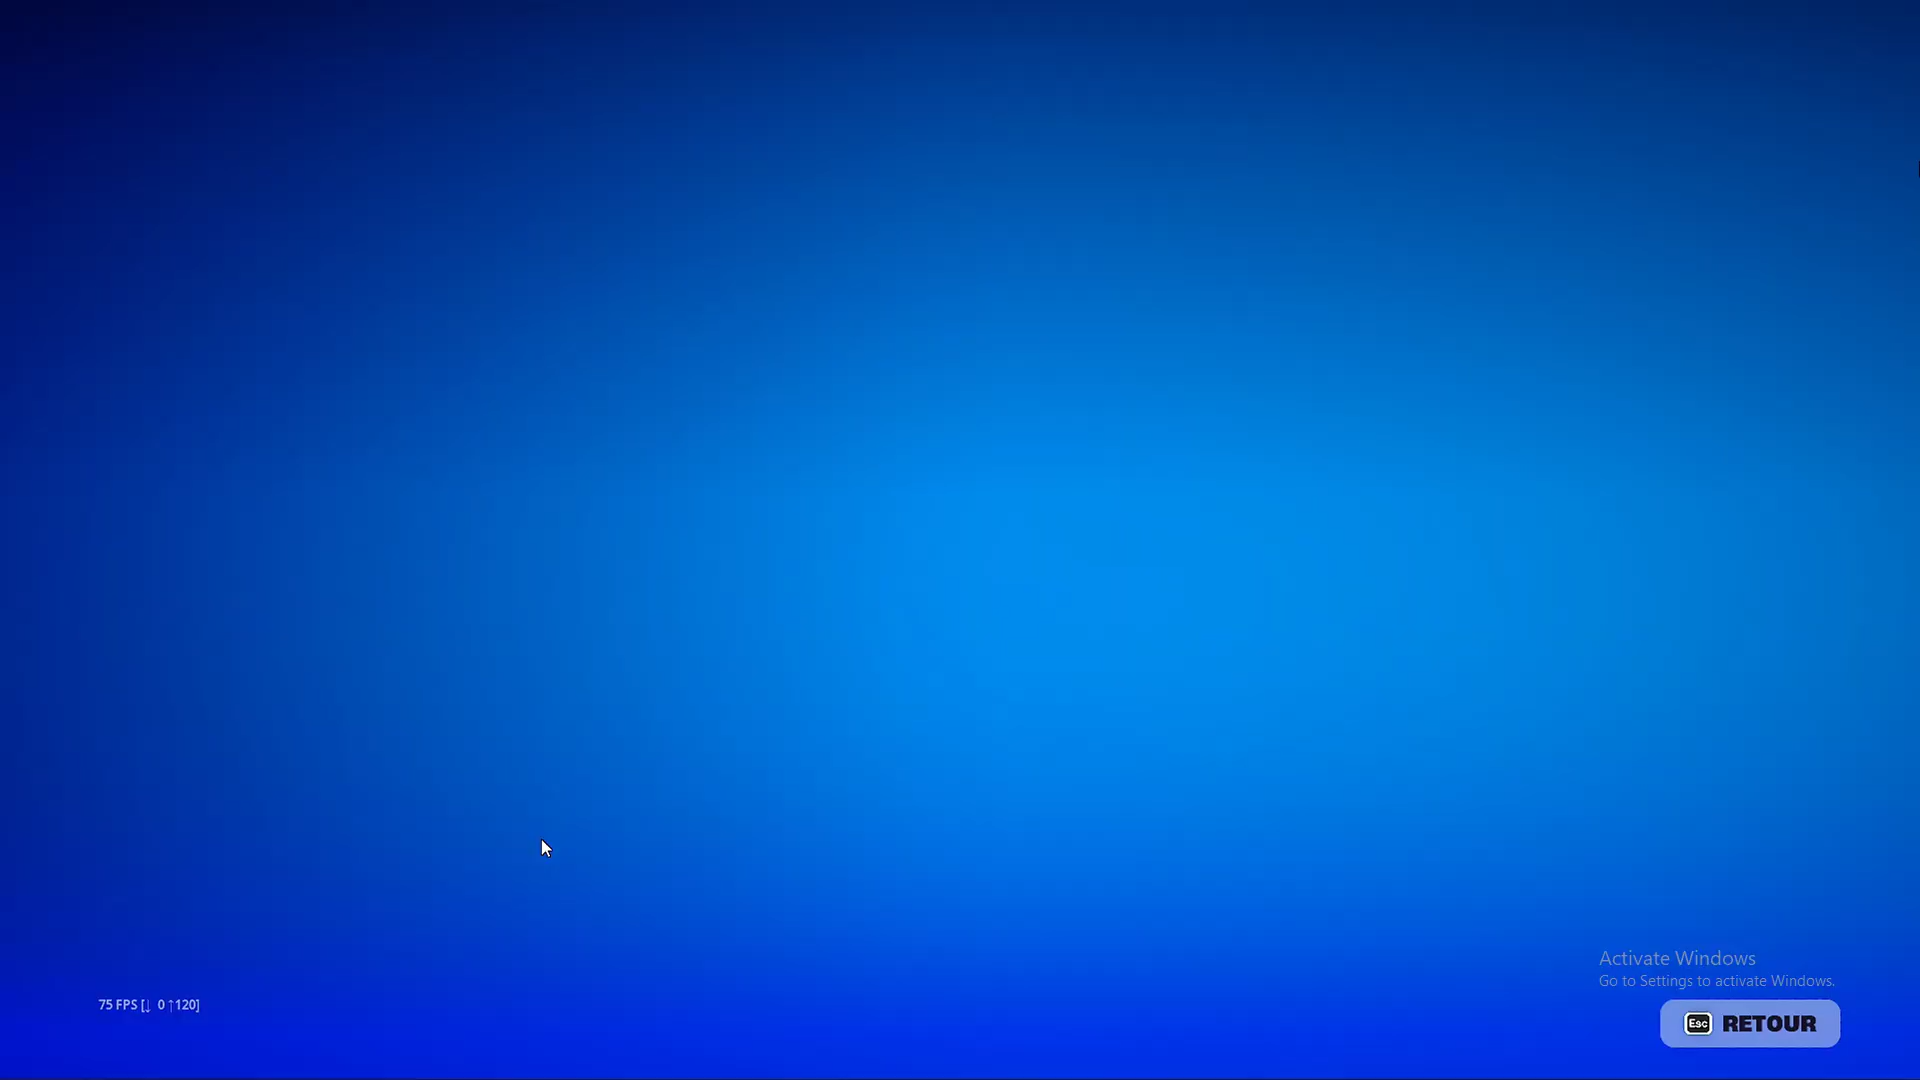 Activate Windows
Go to Settings to activate Windows.
75 FPS [↓ 0 ↑120]
Esc RETOUR